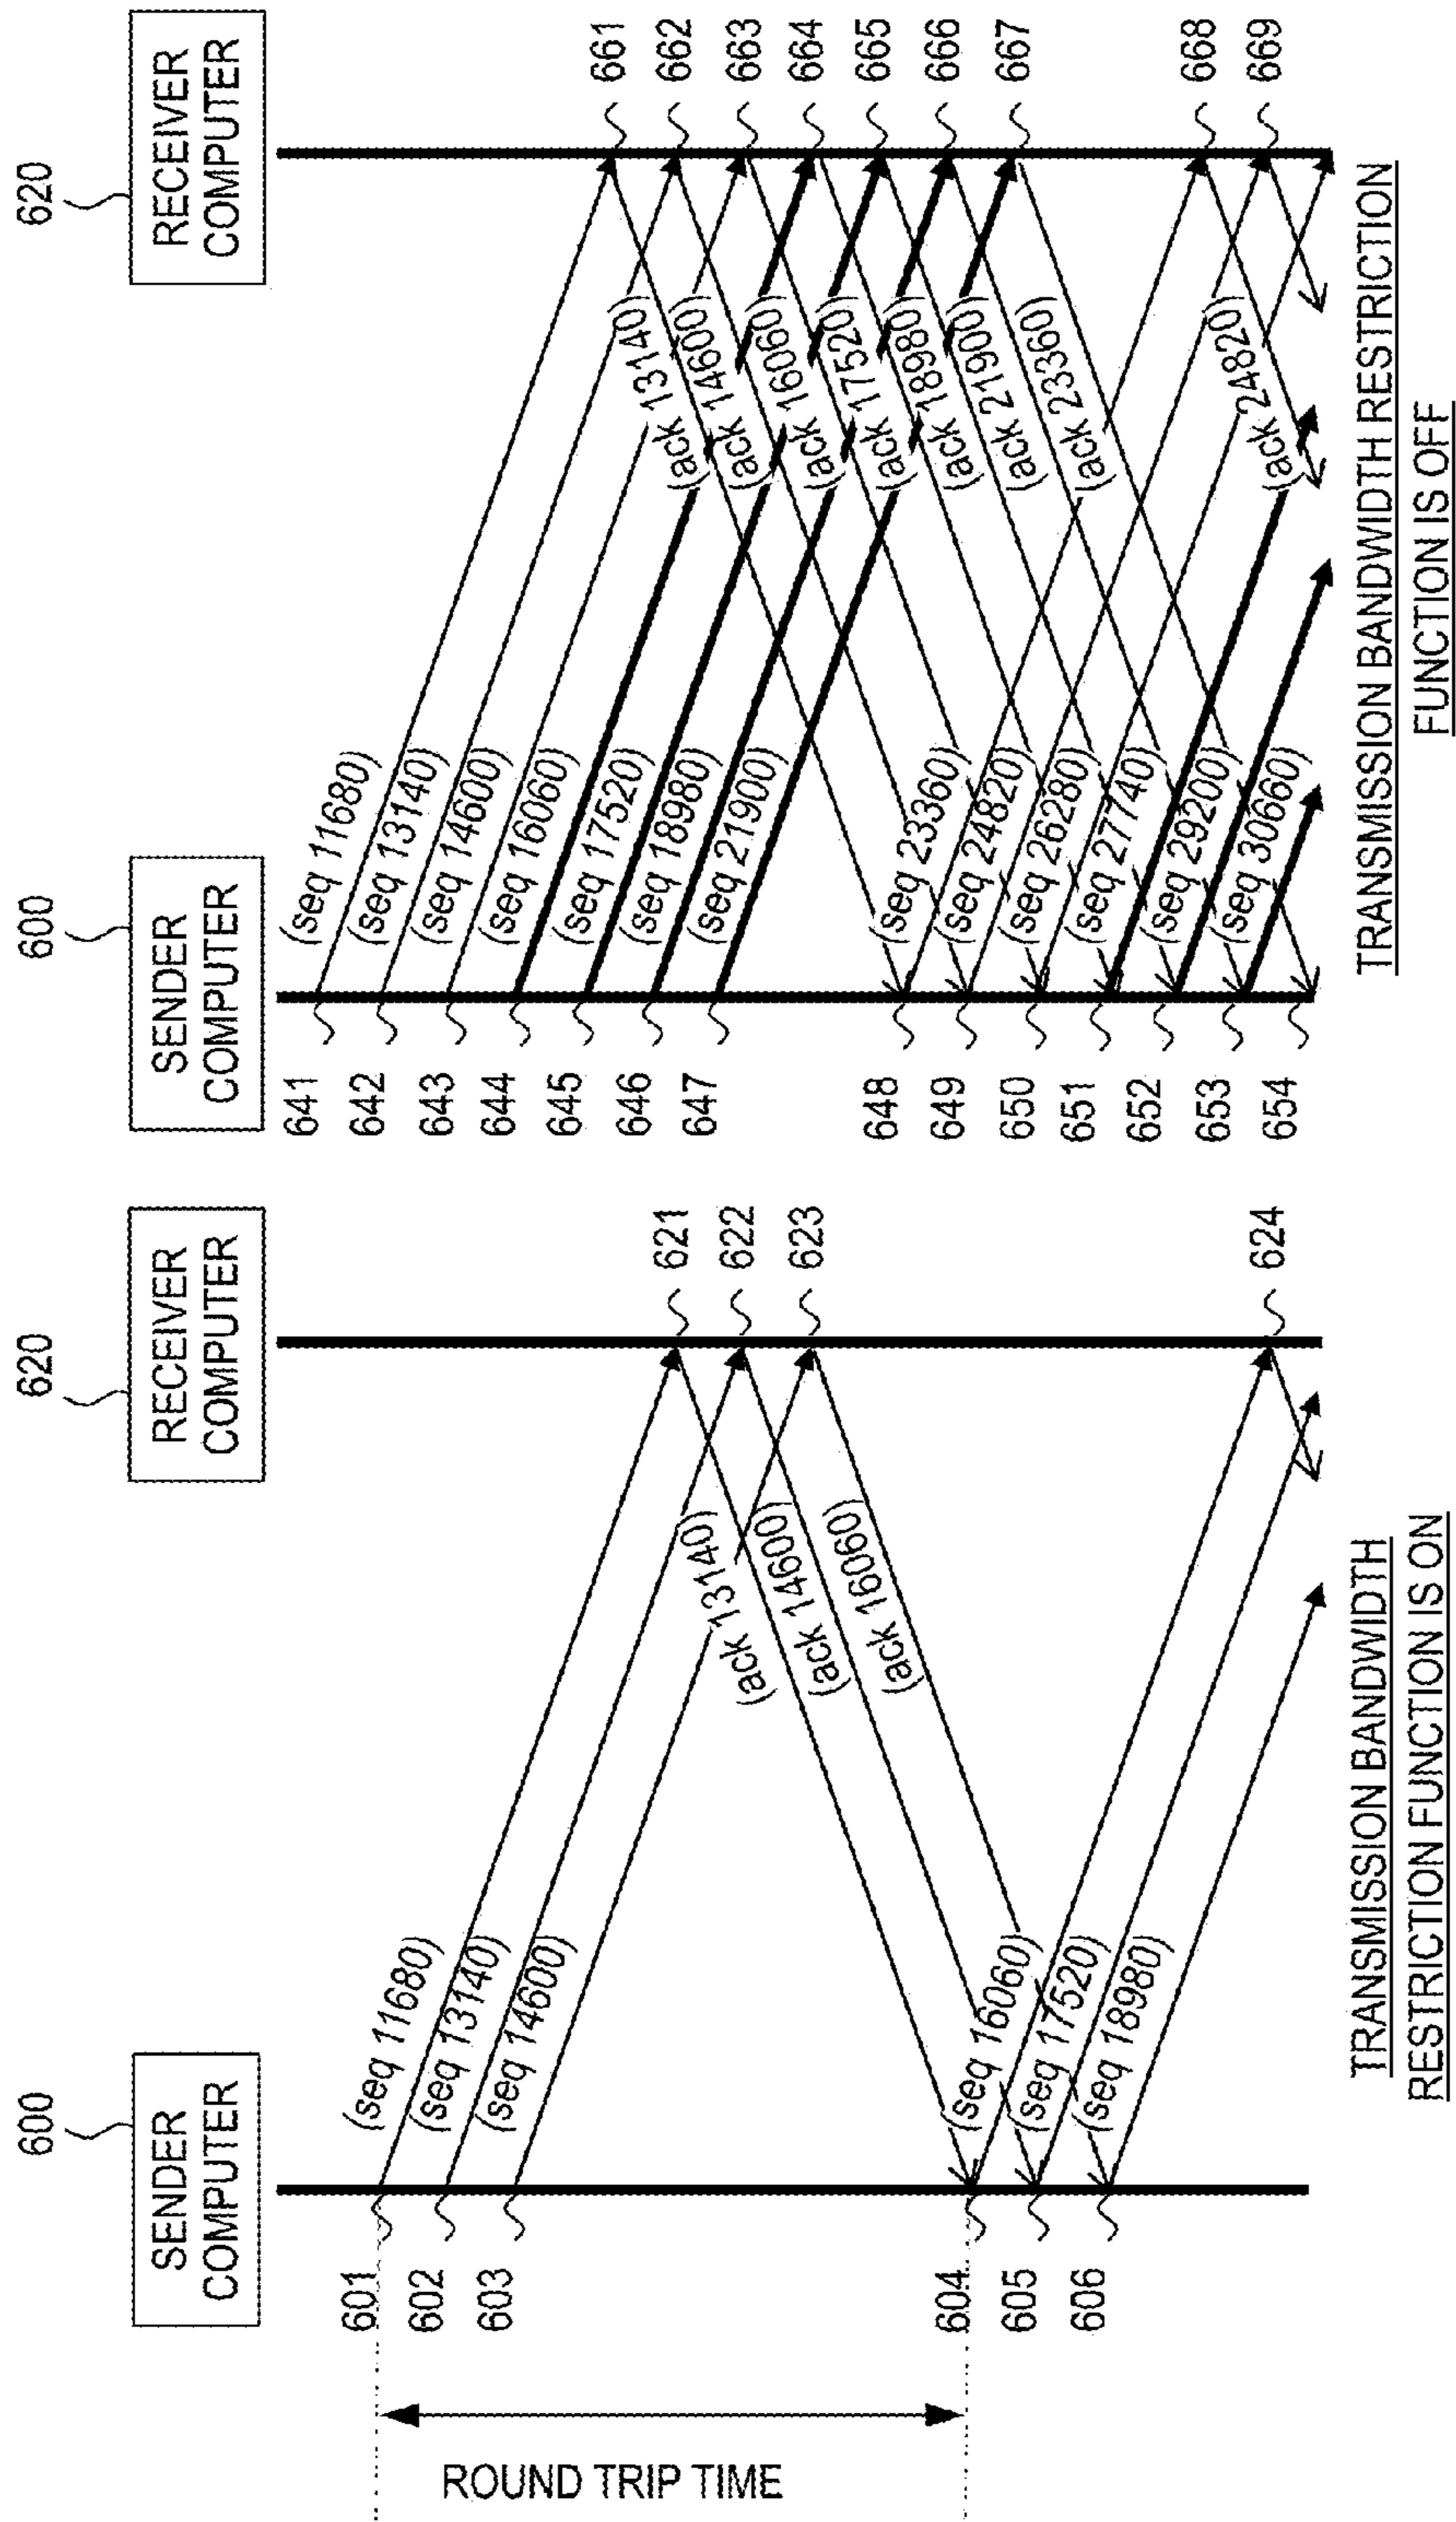 600
SENDER
COMPUTER
620
RECEIVER
COMPUTER
ROUND TRIP TIME
601
602
603
604
605
606
(seq 11680)
(seq 13140)
(seq 14600)
(seq 16060)
(seq 17520)
(seq 18980)
(ack 13140)
(ack 14600)
(ack 16060)
621
622
623
624
TRANSMISSION BANDWIDTH
RESTRICTION FUNCTION IS ON
600
SENDER
COMPUTER
620
RECEIVER
COMPUTER
641
642
643
644
645
646
647
648
649
650
651
652
653
654
(seq 11680)
(seq 13140)
(seq 14600)
(seq 16060)
(seq 17520)
(seq 18980)
(seq 21900)
(seq 23360)
(seq 24820)
(seq 26280)
(seq 27740)
(seq 29200)
(seq 30660)
(ack 13140)
(ack 14600)
(ack 16060)
(ack 17520)
(ack 18980)
(ack 21900)
(ack 23360)
(ack 24820)
661
662
663
664
665
666
667
668
669
TRANSMISSION BANDWIDTH RESTRICTION
FUNCTION IS OFF